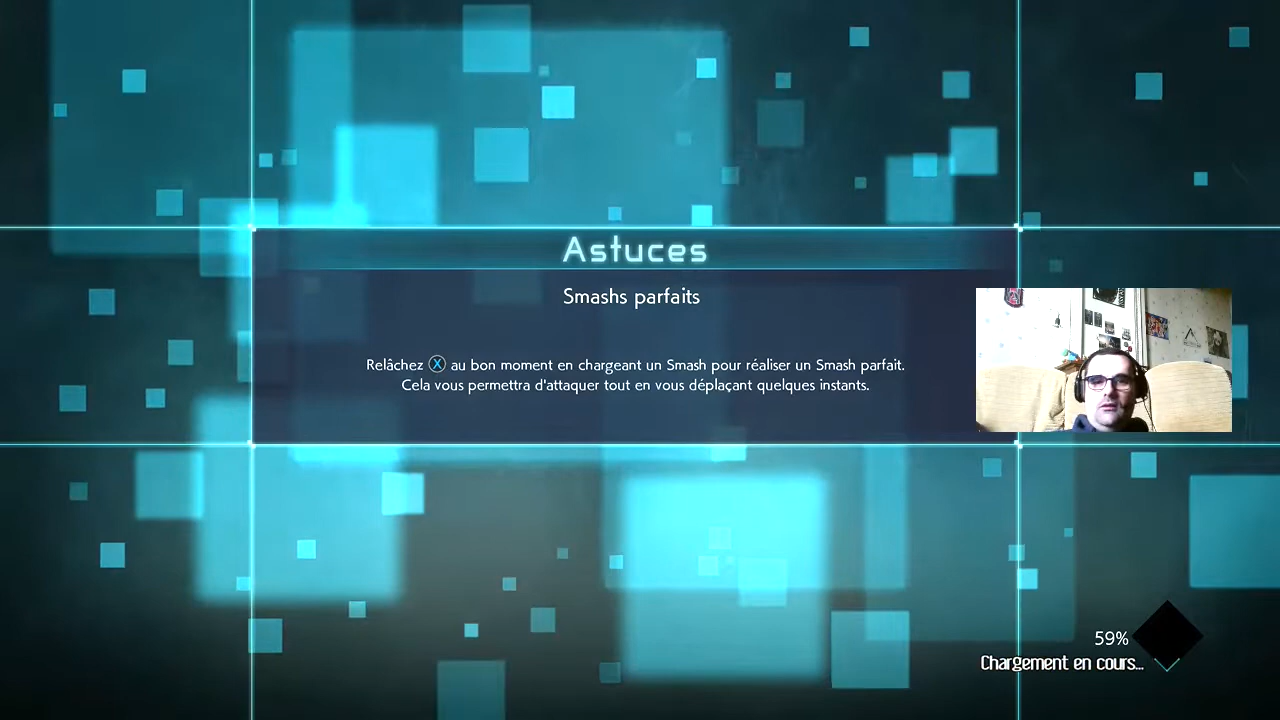 Astuces
Smashs parfaits
Relâchez X au bon moment en chargeant un Smash pour réaliser un Smash parfait.
Cela vous permettra d'attaquer tout en vous déplaçant quelques instants.
59%
Chargement en cours...